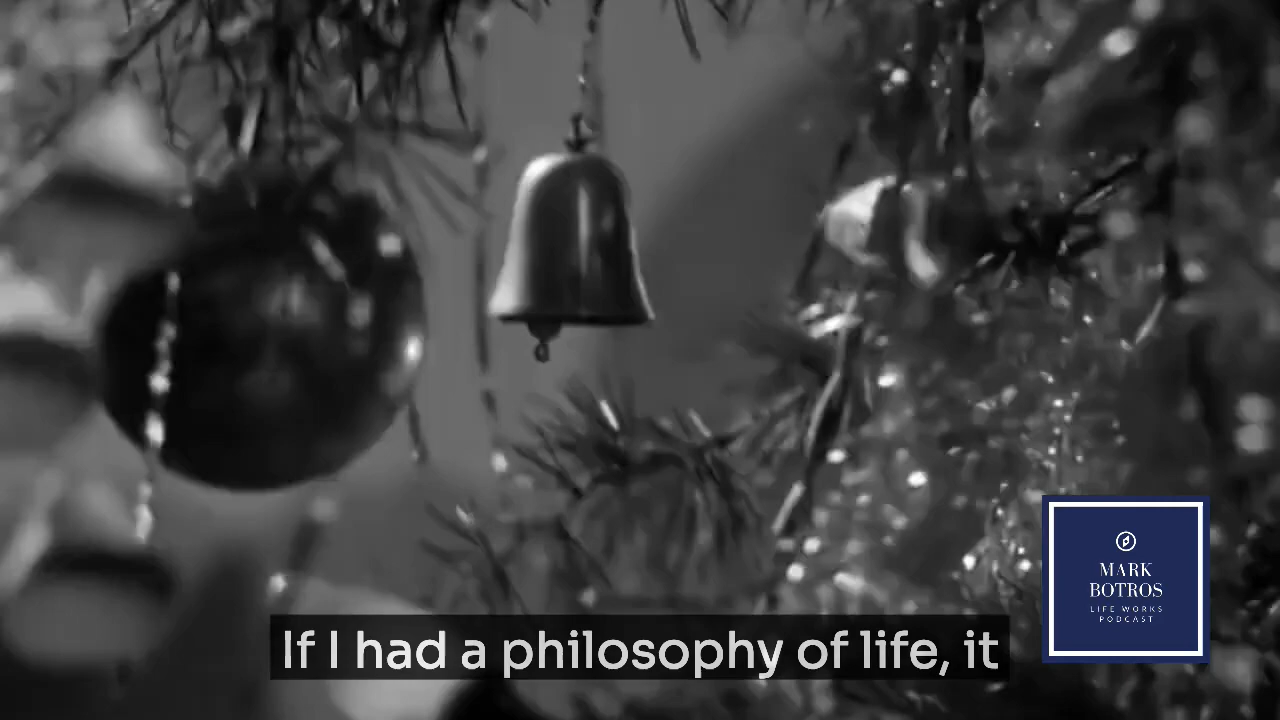 MARK
BOTROS
LIFE WORKS
PODCAST
If I had a philosophy of life, it